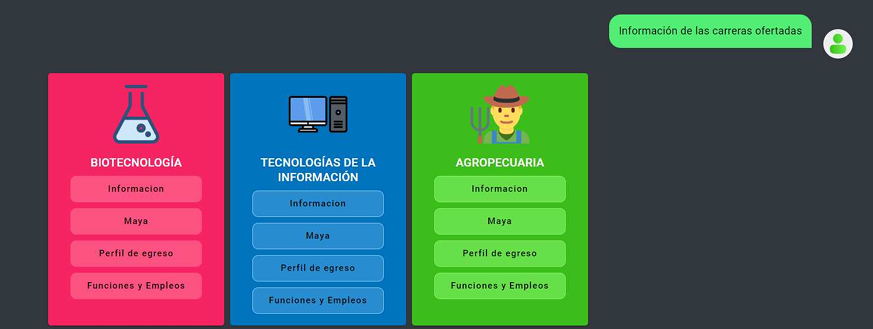 Información de las carreras ofertadas
BIOTECNOLOGÍA
Informacion
Maya
Perfil de egreso
Funciones y Empleos
TECNOLOGÍAS DE LA
INFORMACIÓN
Informacion
Maya
Perfil de egreso
Funciones y Empleos
AGROPECUARIA
Informacion
Maya
Perfil de egreso
Funciones y Empleos